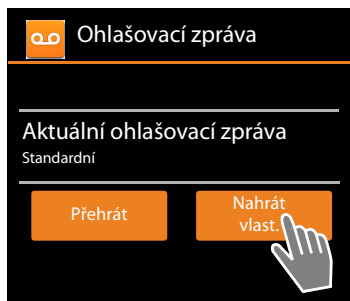 Ohlašovací zpráva
Aktuální ohlašovací zpráva
Standardní
Přehrát
Nahrát
vlast.